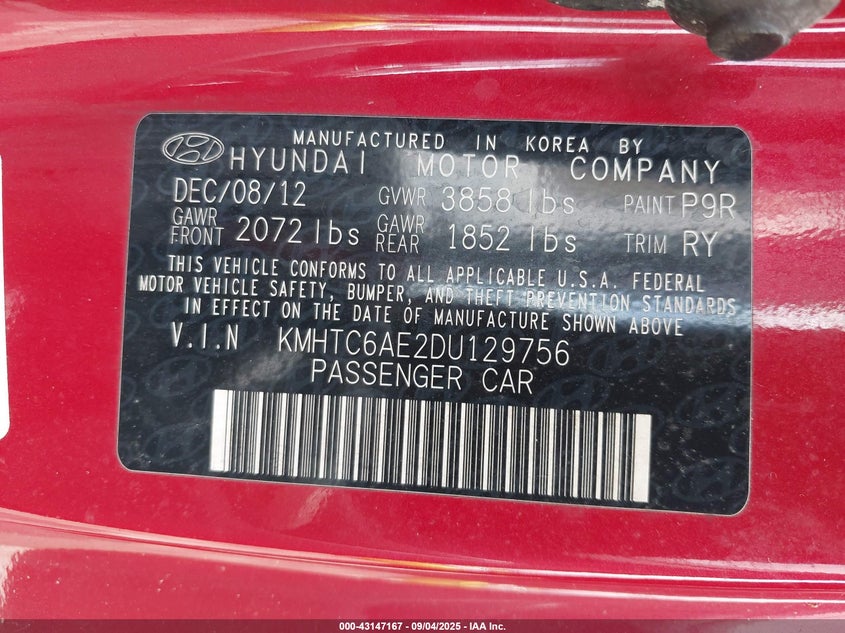 MANUFACTURED IN KOREA BY
HYUNDAI MOTOR COMPANY
DEC/08/12 GVWR 3858 lbs PAINT P9R
GAWR FRONT 2072 lbs GAWR REAR 1852 lbs TRIM RY
THIS VEHICLE CONFORMS TO ALL APPLICABLE U.S.A. FEDERAL
MOTOR VEHICLE SAFETY, BUMPER, AND THEFT PREVENTION STANDARDS
IN EFFECT ON THE DATE OF MANUFACTURE SHOWN ABOVE
V.I.N KMHTC6AE2DU129756
PASSENGER CAR
000-43147167 - 09/04/2025 - IAA Inc.